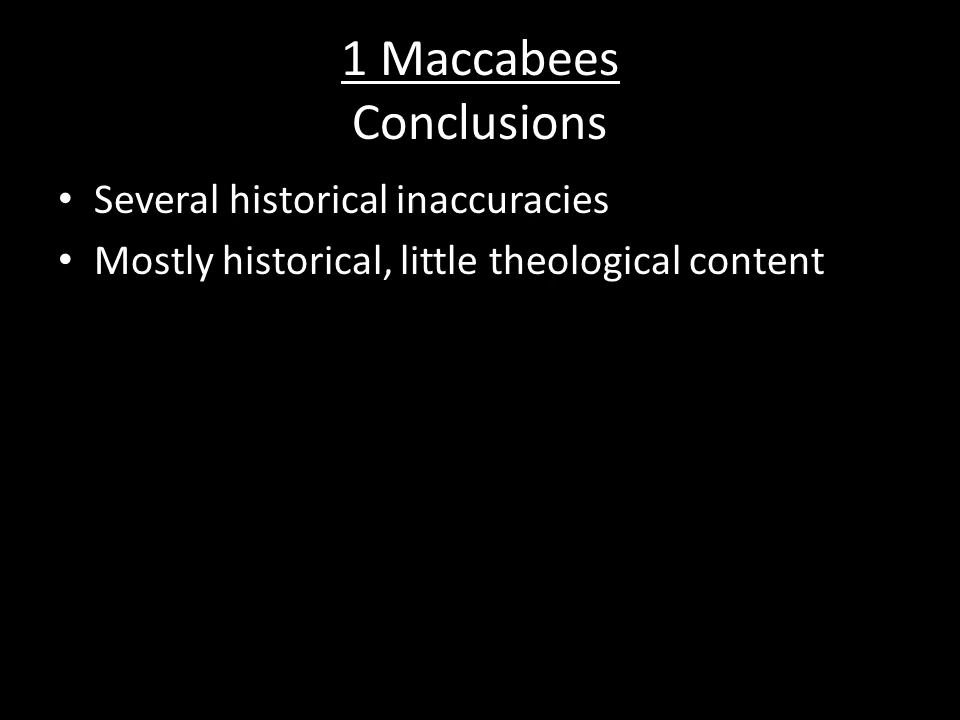 1 Maccabees
Conclusions
• Several historical inaccuracies
• Mostly historical, little theological content